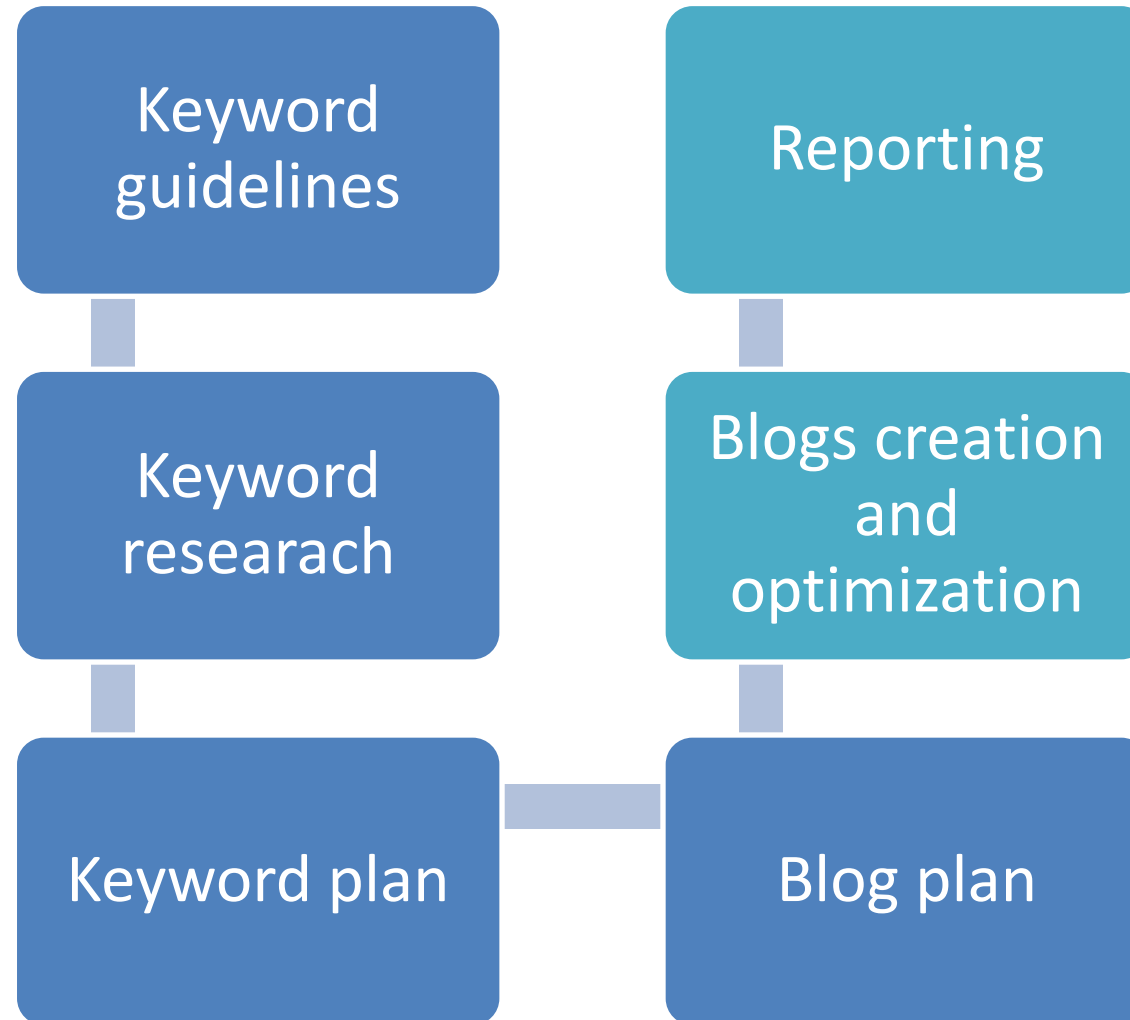 Keyword
guidelines
Keyword
researach
Keyword plan
Blog plan
Blogs creation
and
optimization
Reporting